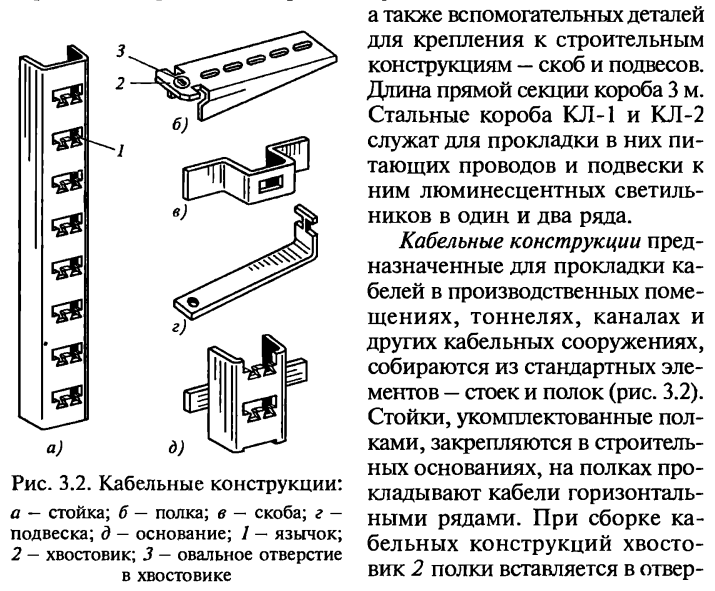 3
2
б)
1
в)
г)
а)
д)
Рис. 3.2. Кабельные конструкции:
а – стойка; б – полка; в – скоба; г –
подвеска; д – основание; 1 – язычок;
2 – хвостовик; 3 – овальное отверстие
в хвостовике
а также вспомогательных деталей
для крепления к строительным
конструкциям – скоб и подвесов.
Длина прямой секции короба 3 м.
Стальные короба КЛ-1 и КЛ-2
служат для прокладки в них пи-
тающих проводов и подвески к
ним люминесцентных светиль-
ников в один и два ряда.
Кабельные конструкции пред-
назначенные для прокладки ка-
белей в производственных поме-
щениях, тоннелях, каналах и
других кабельных сооружениях,
собираются из стандартных эле-
ментов – стоек и полок (рис. 3.2).
Стойки, укомплектованные пол-
ками, закрепляются в строитель-
ных основаниях, на полках про-
кладывают кабели горизонталь-
ными рядами. При сборке ка-
бельных конструкций хвосто-
вик 2 полки вставляется в отвер-